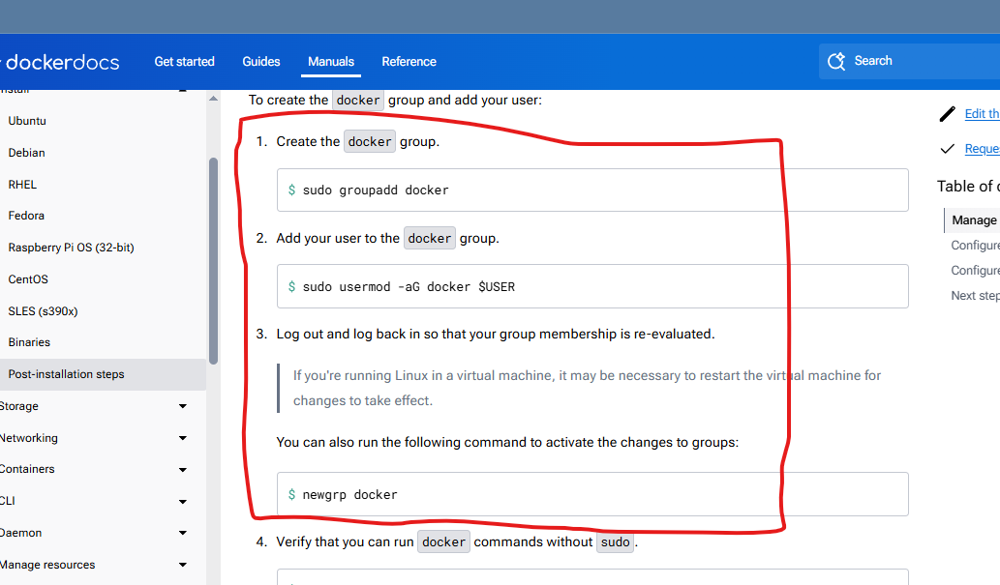 dockerdocs
Get started
Guides
Manuals
Reference
Search
Ubuntu
Debian
RHEL
Fedora
Raspberry Pi OS (32-bit)
CentOS
SLES (s390x)
Binaries
Post-installation steps
Storage
Networking
Containers
CLI
Daemon
Manage resources
To create the docker group and add your user:
1. Create the docker group.
$ sudo groupadd docker
2. Add your user to the docker group.
$ sudo usermod -aG docker $USER
3. Log out and log back in so that your group membership is re-evaluated.
If you're running Linux in a virtual machine, it may be necessary to restart the virtual machine for
changes to take effect.
You can also run the following command to activate the changes to groups:
$ newgrp docker
4. Verify that you can run docker commands without sudo.
Edit th
Reques
Table of
Manage
Configure
Configure
Next step